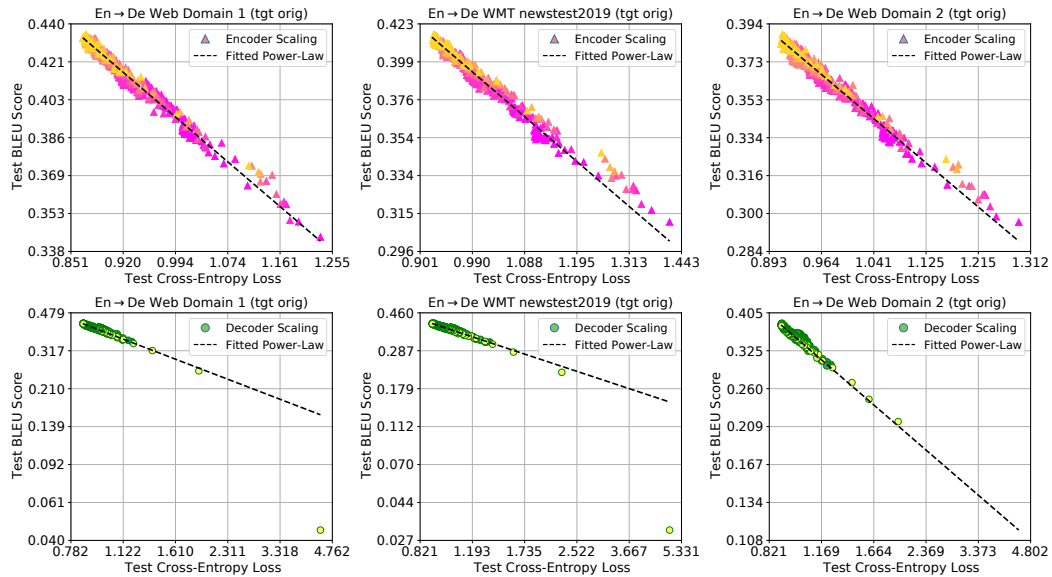 En→De Web Domain 1 (tgt orig)
Test BLEU Score
0.440
0.421
0.403
0.386
0.369
0.353
0.338
Encoder Scaling
Fitted Power-Law
0.851 0.920 0.994 1.075 1.161 1.255
Test Cross-Entropy Loss
En→De WMT newstest2019 (tgt orig)
Test BLEU Score
0.423
0.399
0.376
0.354
0.334
0.315
0.296
Encoder Scaling
Fitted Power-Law
0.901 0.990 1.088 1.195 1.313 1.443
Test Cross-Entropy Loss
En→De Web Domain 2 (tgt orig)
Test BLEU Score
0.394
0.373
0.353
0.334
0.316
0.300
0.284
Encoder Scaling
Fitted Power-Law
0.893 0.964 1.041 1.125 1.215 1.312
Test Cross-Entropy Loss
En→De Web Domain 1 (tgt orig)
Test BLEU Score
0.479
0.317
0.210
0.139
0.092
0.061
0.040
Decoder Scaling
Fitted Power-Law
0.782 1.122 1.610 2.311 3.318 4.762
Test Cross-Entropy Loss
En→De WMT newstest2019 (tgt orig)
Test BLEU Score
0.460
0.287
0.179
0.112
0.070
0.044
0.027
Decoder Scaling
Fitted Power-Law
0.821 1.193 1.735 2.522 3.667 5.331
Test Cross-Entropy Loss
En→De Web Domain 2 (tgt orig)
Test BLEU Score
0.405
0.325
0.260
0.209
0.167
0.134
0.108
Decoder Scaling
Fitted Power-Law
0.821 1.169 1.664 2.369 3.373 4.802
Test Cross-Entropy Loss